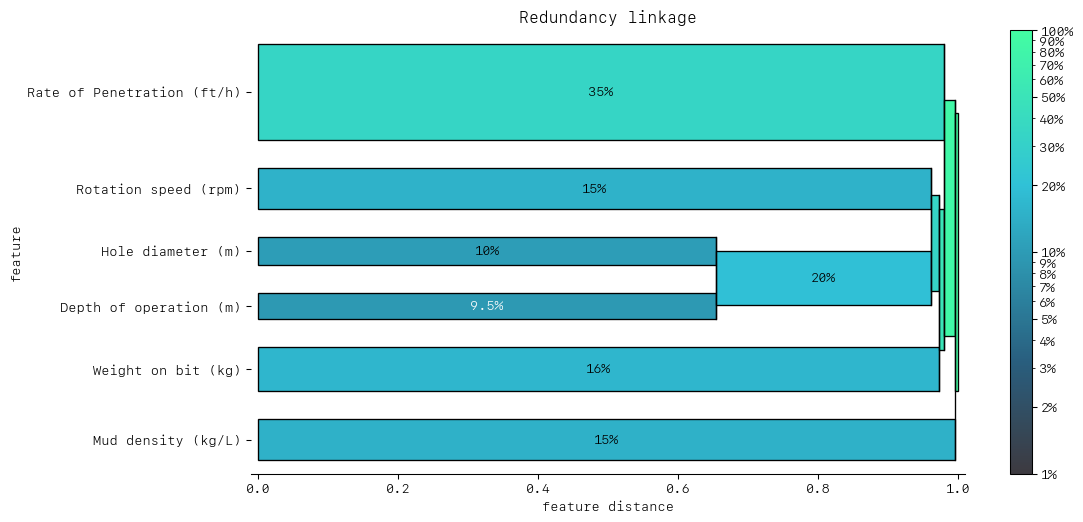 Redundancy linkage
feature
Rate of Penetration (ft/h)
Rotation speed (rpm)
Hole diameter (m)
Depth of operation (m)
Weight on bit (kg)
Mud density (kg/L)
35%
15%
10%
20%
9.5%
16%
15%
0.0 0.2 0.4 0.6 0.8 1.0
feature distance
100%
90%
80%
70%
60%
50%
40%
30%
20%
10%
9%
8%
7%
6%
5%
4%
3%
2%
1%